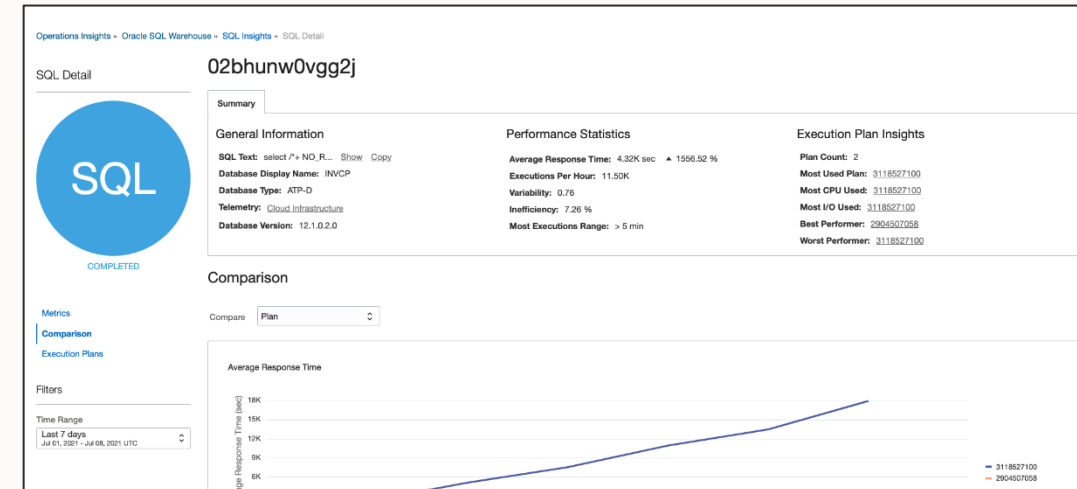 Operations Insights » Oracle SQL Warehouse » SQL Insights » SQL Detail
SQL Detail
SQL
COMPLETED
Metrics
Comparison
Execution Plans
Filters
Time Range
Last 7 days
Jul 01, 2021 - Jul 08, 2021 UTC
02bhunw0vgg2j
Summary
General Information
SQL Text: select /*+ NO_R... Show Copy
Database Display Name: INVCP
Database Type: ATP-D
Telemetry: Cloud Infrastructure
Database Version: 12.1.0.2.0
Performance Statistics
Average Response Time: 4.32K sec ▲ 1556.52 %
Executions Per Hour: 11.50K
Variability: 0.76
Inefficiency: 7.26 %
Most Executions Range: > 5 min
Execution Plan Insights
Plan Count: 2
Most Used Plan: 3118527100
Most CPU Used: 3118527100
Most I/O Used: 3118527100
Best Performer: 2904507058
Worst Performer: 3118527100
Comparison
Compare Plan
Average Response Time
18K
15K
12K
9K
6K
Response Time (sec)
3118527100
2904507058